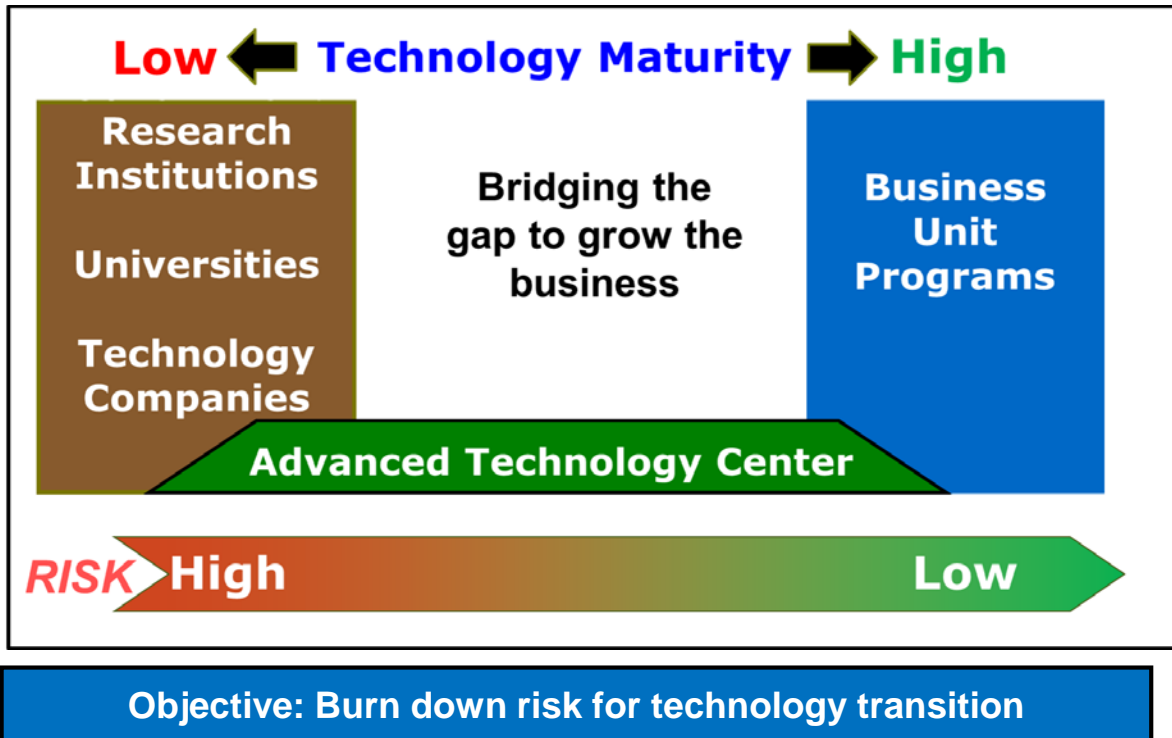 Low Technology Maturity High
Research
Institutions
Universities
Technology
Companies
Bridging the
gap to grow the
business
Business
Unit
Programs
Advanced Technology Center
RISK High Low
Objective: Burn down risk for technology transition